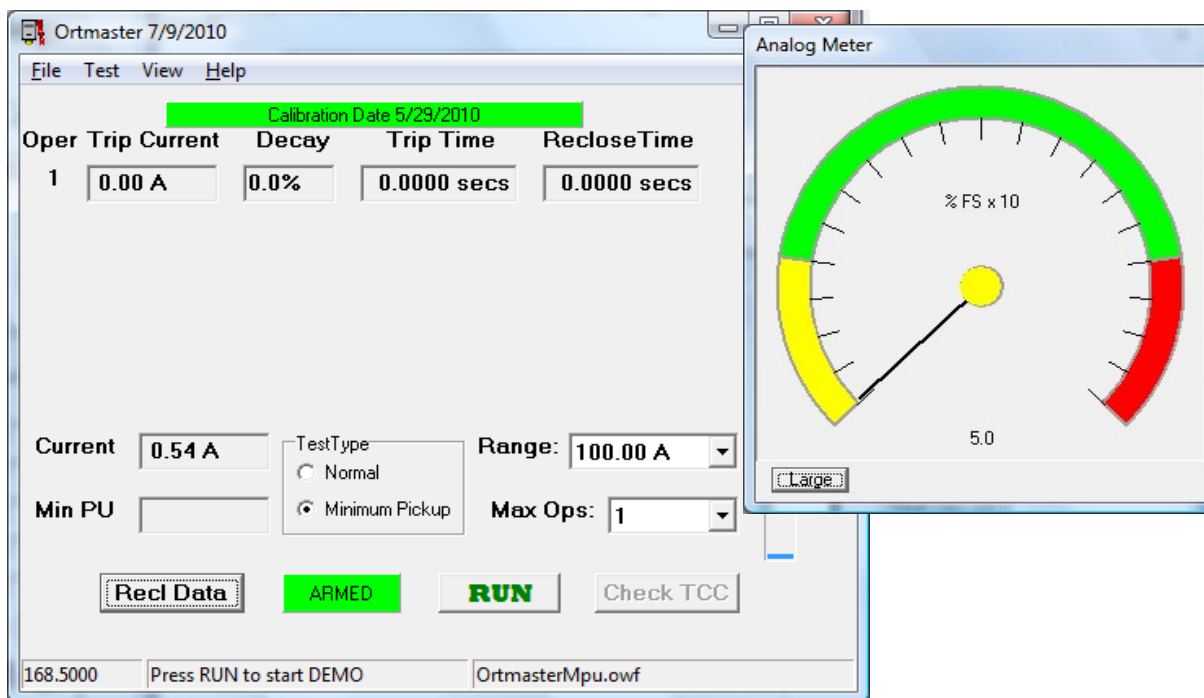 Ortmaster 7/9/2010
File Test View Help
Calibration Date 5/29/2010
Oper Trip Current Decay Trip Time RecloseTime
1 0.00 A 0.0% 0.0000 secs 0.0000 secs
Current 0.54 A
TestType
Normal
Minimum Pickup
Range: 100.00 A
Min PU
Max Ops: 1
Recl Data ARMED RUN Check TCC
168.5000 Press RUN to start DEMO OrtmasterMpu.owf
Analog Meter
% FS x 10
5.0
Large